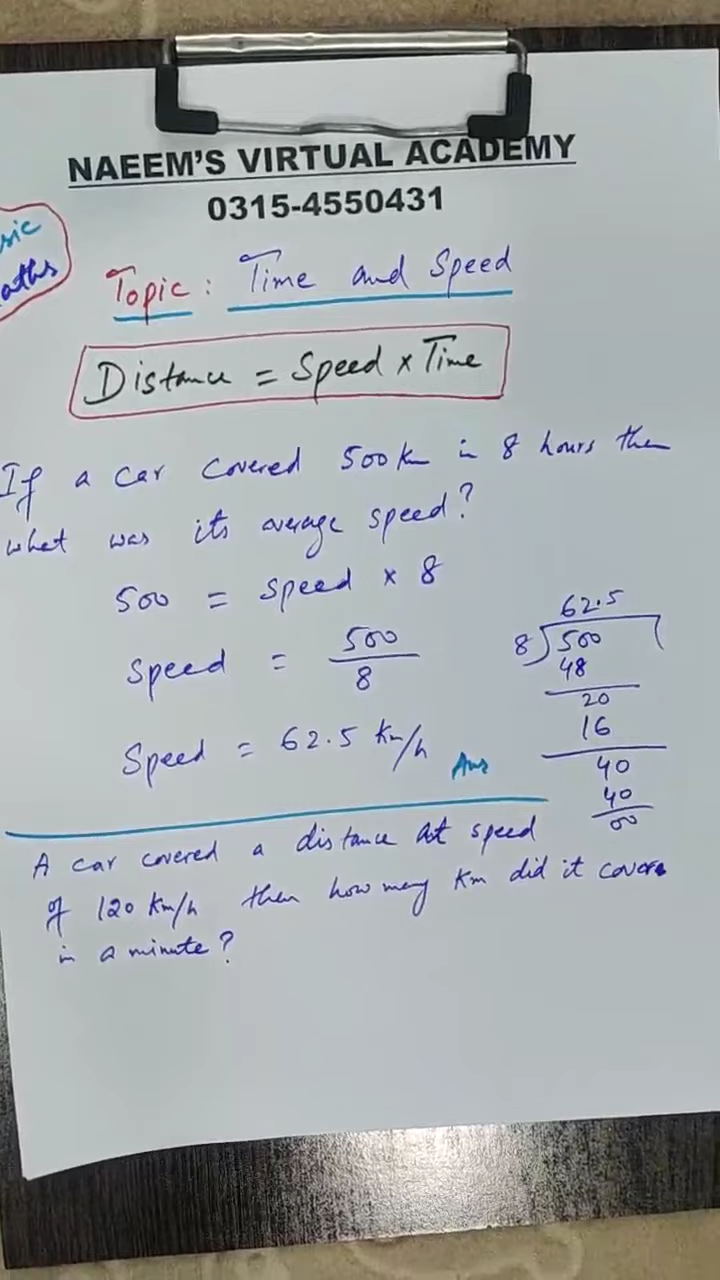 NAEEM'S VIRTUAL ACADEMY
0315-4550431
Topic: Time and Speed
Distance = Speed × Time
If a car covered 500 km in 8 hours then
what was its average speed?
500 = speed × 8
Speed = 500/8
Speed = 62.5 Km/h Ans
62.5
8 500
48
20
16
40
40
00
A car covered a distance at speed
of 120 Km/h then how many Km did it cover
in a minute?